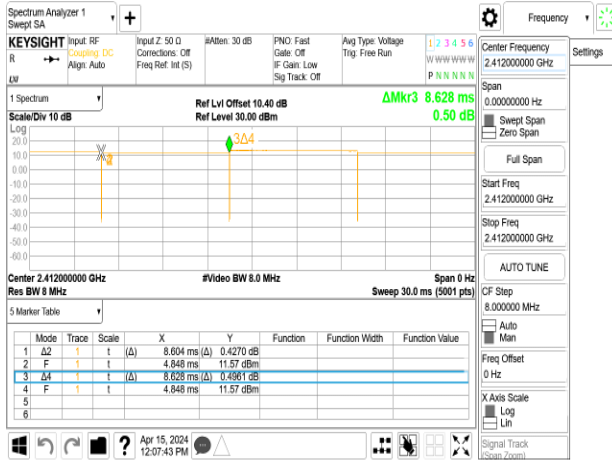 Spectrum Analyzer 1
Swept SA
+
Frequency
Settings
KEYSIGHT
R
LXI
Input: RF
Coupling: DC
Align: Auto
Input Z: 50 Ω
Corrections: Off
Freq Ref: Int (S)
#Atten: 30 dB
PNO: Fast
Gate: Off
IF Gain: Low
Sig Track: Off
Avg Type: Voltage
Trig: Free Run
1 2 3 4 5 6
W W W W W W
P N N N N N
1 Spectrum
Scale/Div 10 dB
Ref Lvl Offset 10.40 dB
Ref Level 30.00 dBm
ΔMkr3 8.628 ms
0.50 dB
Log
20.0
10.0
0.00
-10.0
-20.0
-30.0
-40.0
-50.0
-60.0
3Δ4
Center 2.412000000 GHz
Res BW 8 MHz
#Video BW 8.0 MHz
Span 0 Hz
Sweep 30.0 ms (5001 pts)
5 Marker Table
Mode Trace Scale X Y Function Function Width Function Value
1 Δ2 1 t (Δ) 8.604 ms (Δ) 0.4270 dB
2 F 1 t 4.848 ms 11.57 dBm
3 Δ4 1 t (Δ) 8.628 ms (Δ) 0.4961 dB
4 F 1 t 4.848 ms 11.57 dBm
5
6
Center Frequency
2.412000000 GHz
Span
0.00000000 Hz
Swept Span
Zero Span
Full Span
Start Freq
2.412000000 GHz
Stop Freq
2.412000000 GHz
AUTO TUNE
CF Step
8.000000 MHz
Auto
Man
Freq Offset
0 Hz
X Axis Scale
Log
Lin
Signal Track
(Span Zoom)
?
Apr 15, 2024
12:07:43 PM